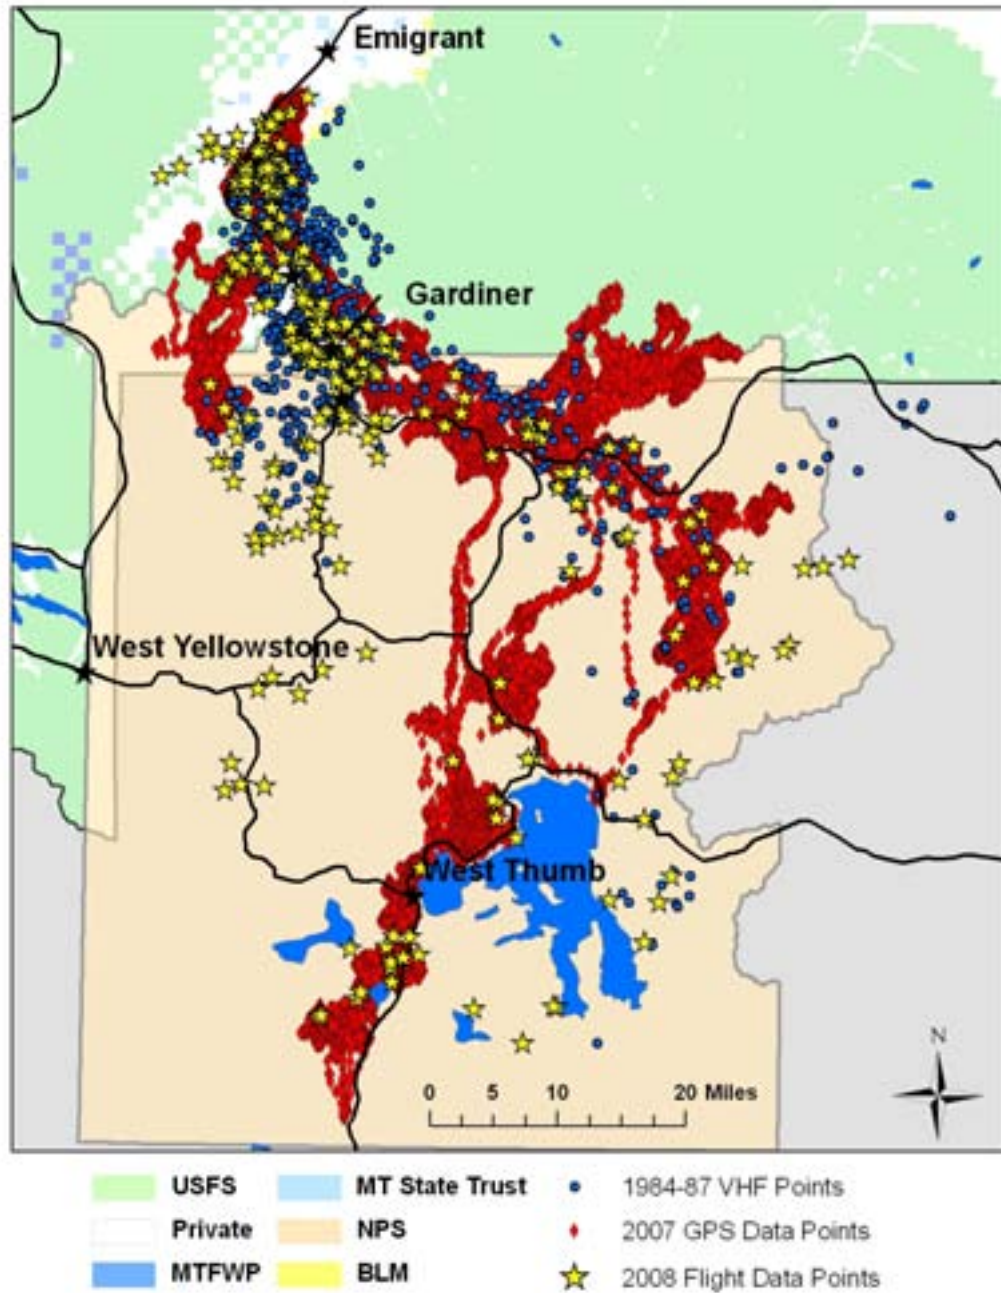 Emigrant
Gardiner
West Yellowstone
West Thumb
N
0 5 10 20 Miles
USFS MT State Trust 1984-87 VHF Points
Private NPS 2007 GPS Data Points
MTFWP BLM 2008 Flight Data Points